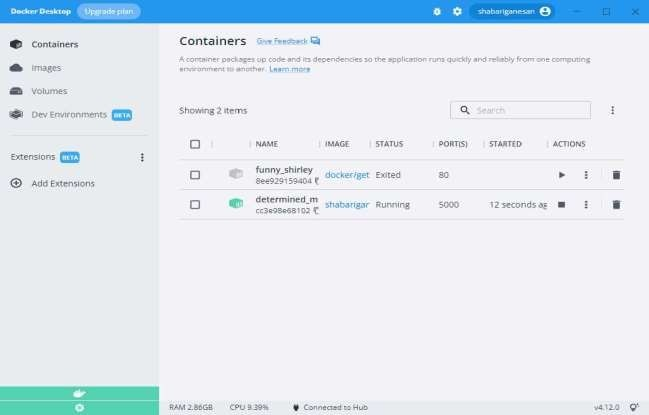 Docker Desktop Upgrade plan shabariganesan
Containers
Images
Volumes
Dev Environments BETA
Extensions BETA
Add Extensions
Containers Give Feedback
A container packages up code and its dependencies so the application runs quickly and reliably from one computing
environment to another. Learn more
Showing 2 items Search
NAME IMAGE STATUS PORT(S) STARTED ACTIONS
funny_shirley
8ee929159404
docker/get Exited 80
determined_m
cc3e98e68102
shabarigar Running 5000 12 seconds ag
RAM 2.86GB CPU 9.39% Connected to Hub v4.12.0